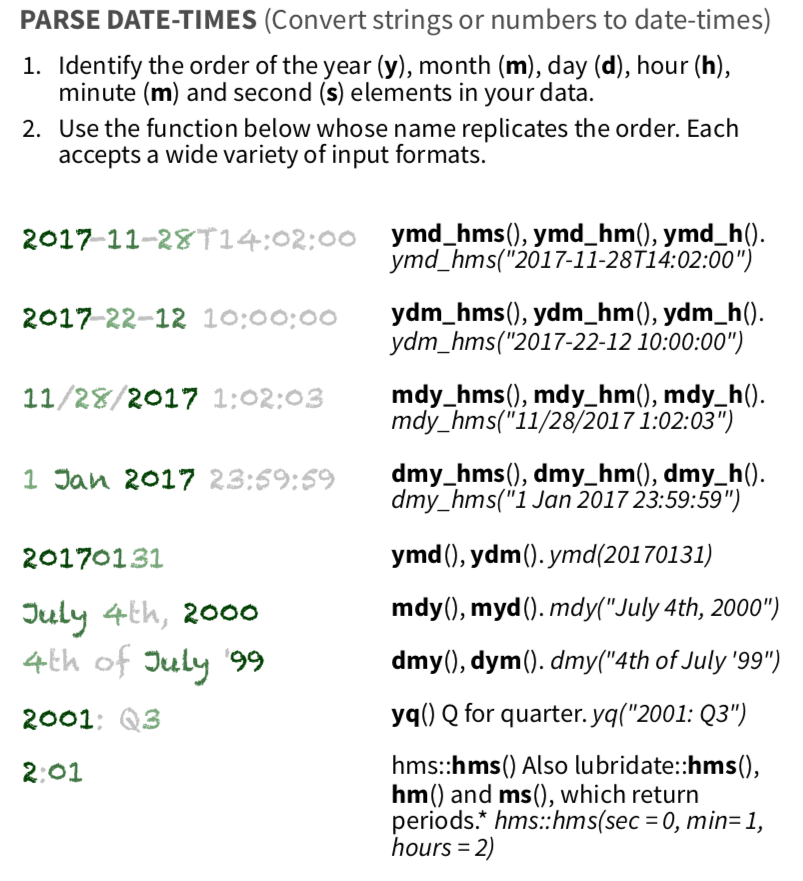 PARSE DATE-TIMES (Convert strings or numbers to date-times)
1. Identify the order of the year (y), month (m), day (d), hour (h),
minute (m) and second (s) elements in your data.
2. Use the function below whose name replicates the order. Each
accepts a wide variety of input formats.
2017-11-28T14:02:00
ymd_hms(), ymd_hm(), ymd_h().
ymd_hms("2017-11-28T14:02:00")
2017-22-12 10:00:00
ydm_hms(), ydm_hm(), ydm_h().
ydm_hms("2017-22-12 10:00:00")
11/28/2017 1:02:03
mdy_hms(), mdy_hm(), mdy_h().
mdy_hms("11/28/2017 1:02:03")
1 Jan 2017 23:59:59
dmy_hms(), dmy_hm(), dmy_h().
dmy_hms("1 Jan 2017 23:59:59")
20170131
ymd(), ydm(). ymd(20170131)
July 4th, 2000
mdy(), myd(). mdy("July 4th, 2000")
4th of July '99
dmy(), dym(). dmy("4th of July '99")
2001: Q3
yq() Q for quarter. yq("2001: Q3")
2:01
hms::hms() Also lubridate::hms(),
hm() and ms(), which return
periods.* hms::hms(sec = 0, min= 1,
hours = 2)